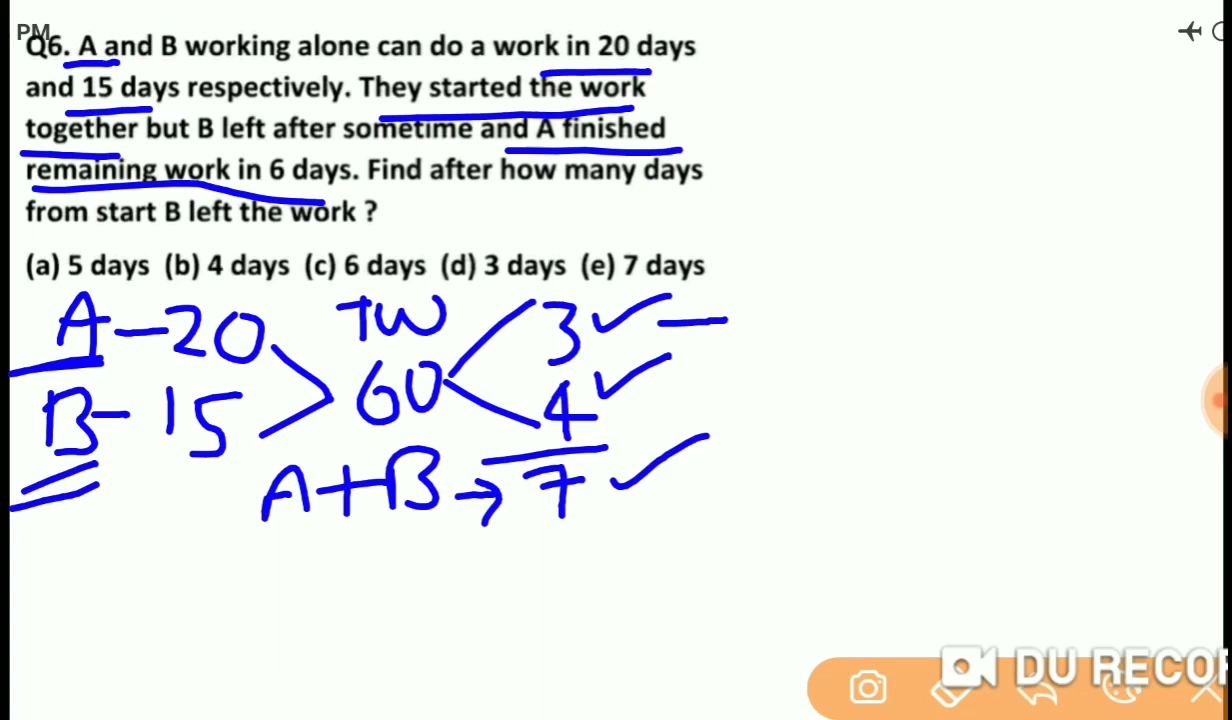 PM
Q6. A and B working alone can do a work in 20 days
and 15 days respectively. They started the work
together but B left after sometime and A finished
remaining work in 6 days. Find after how many days
from start B left the work ?
(a) 5 days (b) 4 days (c) 6 days (d) 3 days (e) 7 days
A-20 TW 3
B-15 60 4
A+B → 7
DU RECOR